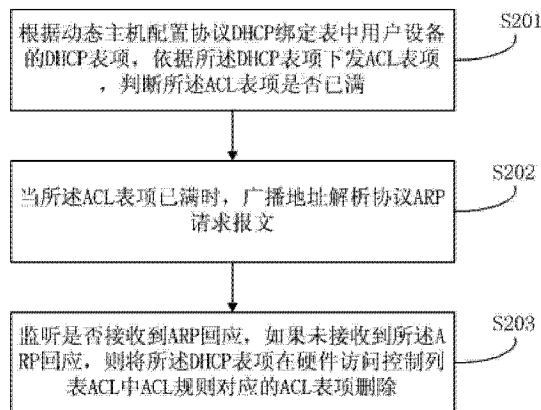 根据动态主机配置协议DHCP绑定表中用户设备
的DHCP表项，依据所述DHCP表项下发ACL表项
，判断所述ACL表项是否已满
S201
当所述ACL表项已满时，广播地址解析协议ARP
请求报文
S202
监听是否接收到ARP回应，如果未接收到所述A
RP回应，则将所述DHCP表项在硬件访问控制列
表ACL中ACL规则对应的ACL表项删除
S203